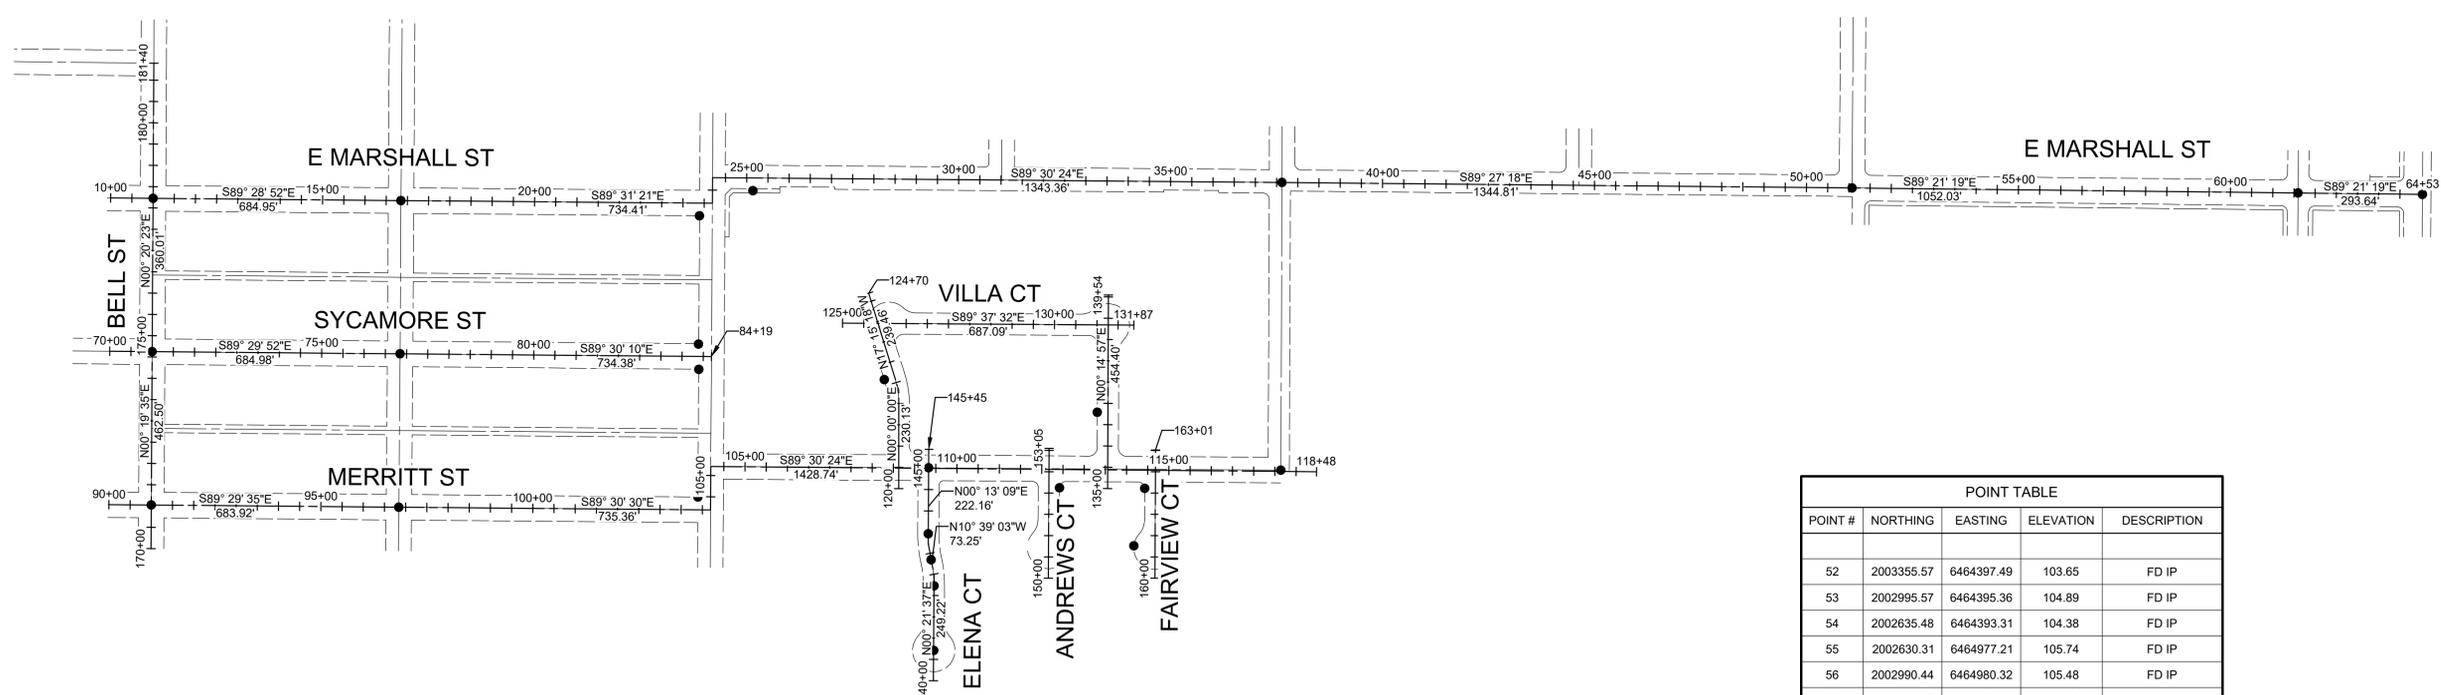 181+40
180+00
E MARSHALL ST
10+00
S89° 28' 52"E
684.95'
15+00
20+00
S89° 31' 21"E
734.41'
25+00
30+00
S89° 30' 24"E
1343.36'
35+00
40+00
S89° 27' 18"E
1344.81'
45+00
50+00
E MARSHALL ST
S89° 21' 19"E
1052.03'
55+00
60+00
S89° 21' 19"E
293.64'
64+53
BELL ST
N00° 20' 23"E
360.01'
175+00
N00° 19' 35"E
462.50'
170+00
SYCAMORE ST
70+00
S89° 29' 52"E
684.98'
75+00
80+00
S89° 30' 10"E
734.38'
84+19
MERRITT ST
90+00
S89° 29' 35"E
683.92'
95+00
100+00
S89° 30' 30"E
735.36'
105+00
105+00
S89° 30' 24"E
1428.74'
110+00
115+00
118+48
VILLA CT
124+70
125+00
S89° 37' 32"E
687.09'
130+00
131+87
139+54
N17° 15' 18"W
239.46'
N00° 00' 00"E
230.13'
120+00
N00° 14' 57"E
454.40'
135+00
145+45
145+00
N00° 13' 09"E
222.16'
N10° 39' 03"W
73.25'
N00° 21' 37"E
249.22'
40+00
ELENA CT
153+05
150+00
ANDREWS CT
163+01
160+00
FAIRVIEW CT
POINT TABLE
POINT # NORTHING EASTING ELEVATION DESCRIPTION
52 2003355.57 6464397.49 103.65 FD IP
53 2002995.57 6464395.36 104.89 FD IP
54 2002635.48 6464393.31 104.38 FD IP
55 2002630.31 6464977.21 105.74 FD IP
56 2002990.44 6464980.32 105.48 FD IP